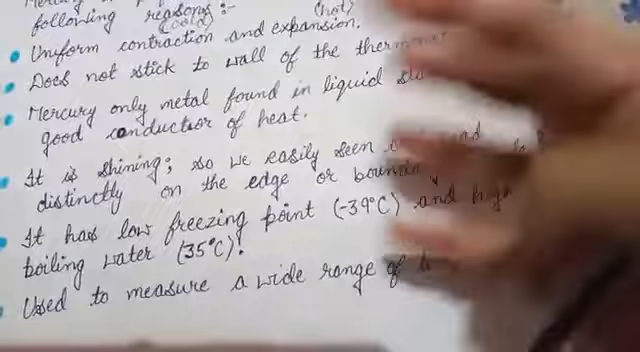 following reasons :-
(cold) (hot)
Uniform contraction and expansion.
Does not stick to wall of the
Mercury only metal found in liquid
good conductor of heat.
It is shining; so we easily seen
distinctly on the edge or
It has low freezing point (-39°C) and
boiling water (35°C).
Used to measure a wide range of